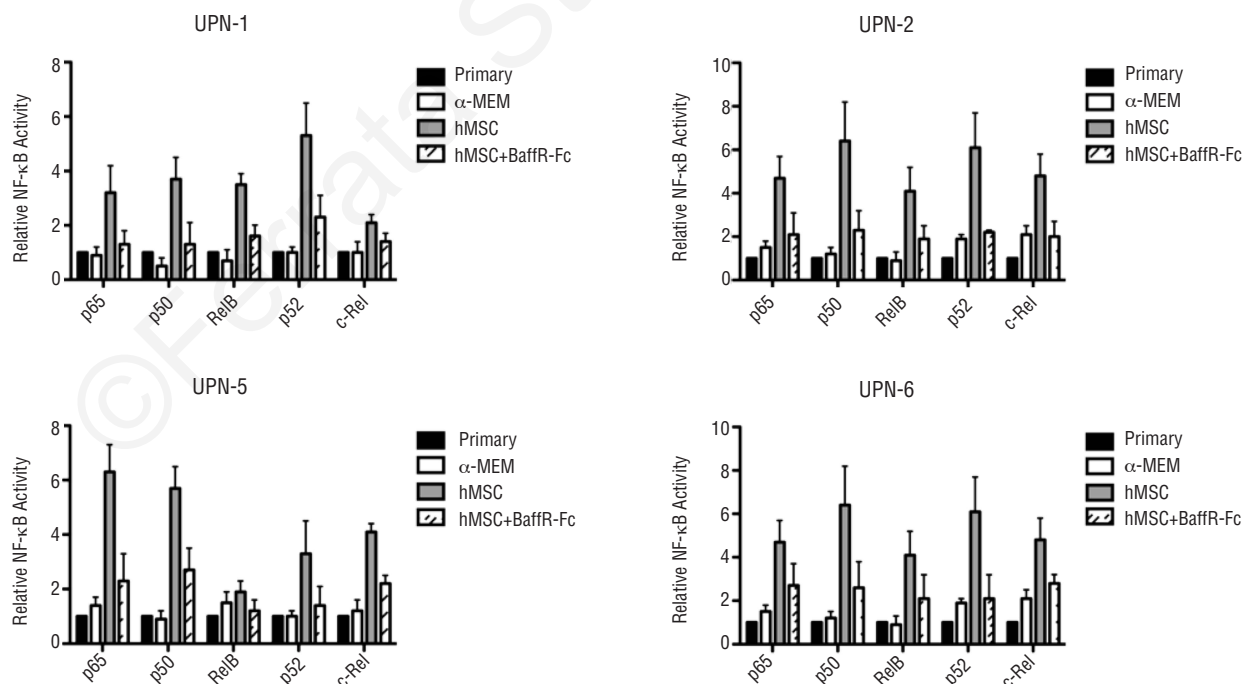 UPN-1
Relative NF-κB Activity
8
6
4
2
0
p65
p50
RelB
p52
c-Rel
Primary
α-MEM
hMSC
hMSC+BaffR-Fc
UPN-2
Relative NF-κB Activity
10
8
6
4
2
0
p65
p50
RelB
p52
c-Rel
Primary
α-MEM
hMSC
hMSC+BaffR-Fc
UPN-5
Relative NF-κB Activity
8
6
4
2
0
p65
p50
RelB
p52
c-Rel
Primary
α-MEM
hMSC
hMSC+BaffR-Fc
UPN-6
Relative NF-κB Activity
10
8
6
4
2
0
p65
p50
RelB
p52
c-Rel
Primary
α-MEM
hMSC
hMSC+BaffR-Fc
©Ferrata